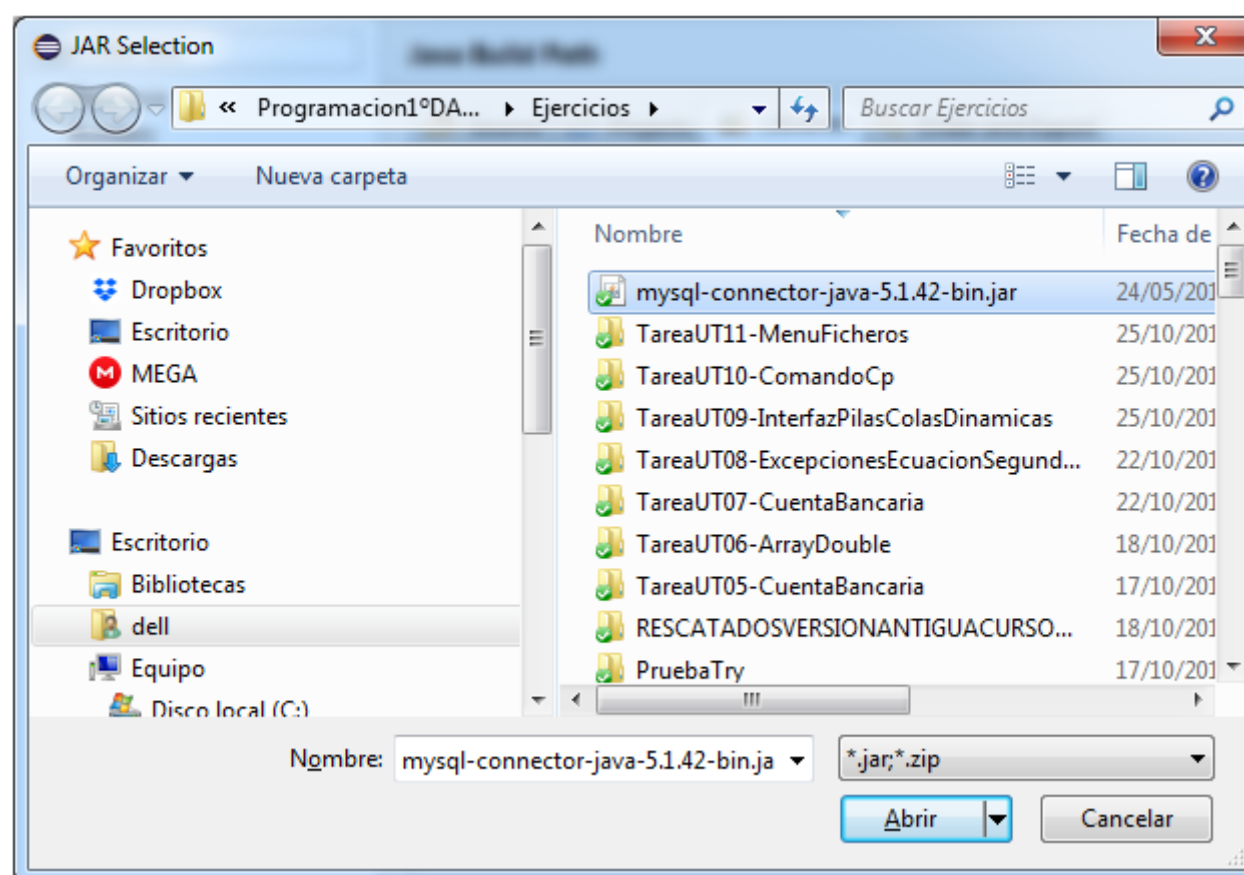 JAR Selection
Java Build Path
« Programacion1ºDA... Ejercicios Buscar Ejercicios
Organizar Nueva carpeta
Nombre Fecha de
Favoritos
Dropbox
Escritorio
MEGA
Sitios recientes
Descargas
Escritorio
Bibliotecas
dell
Equipo
Disco local (C:)
mysql-connector-java-5.1.42-bin.jar 24/05/201
TareaUT11-MenuFicheros 25/10/201
TareaUT10-ComandoCp 25/10/201
TareaUT09-InterfazPilasColasDinamicas 25/10/201
TareaUT08-ExcepcionesEcuacionSegund... 22/10/201
TareaUT07-CuentaBancaria 22/10/201
TareaUT06-ArrayDouble 18/10/201
TareaUT05-CuentaBancaria 17/10/201
RESCATADOSVERSIONANTIGUACURSO... 18/10/201
PruebaTry 17/10/201
Nombre: mysql-connector-java-5.1.42-bin.ja *.jar;*.zip
Abrir Cancelar